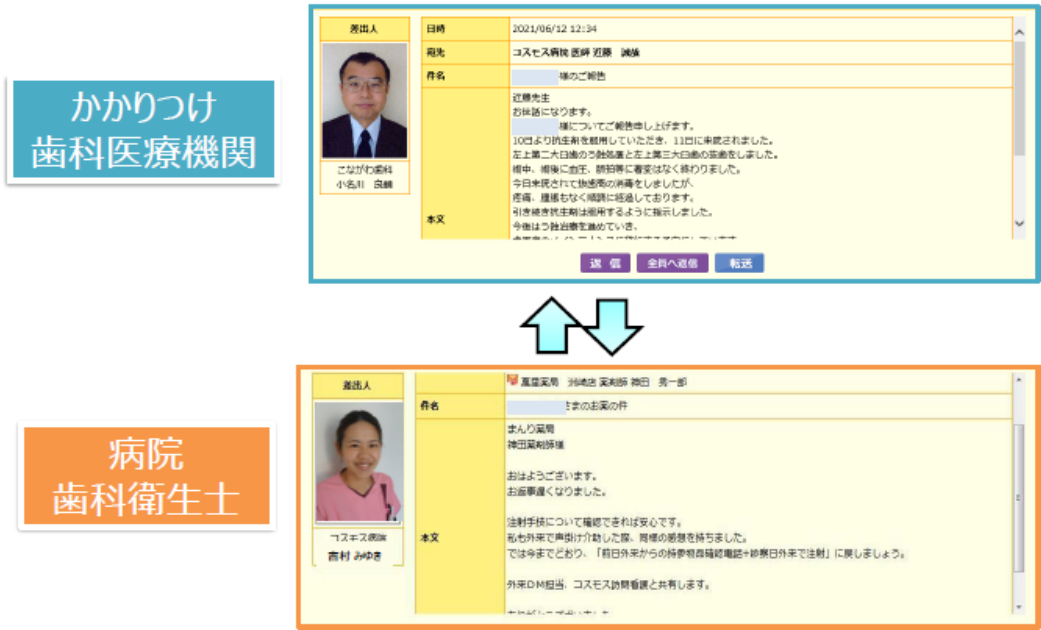 かかりつけ
歯科医療機関
差出人
こながわ歯科
小名川 良輔
日時 2021/06/12 12:34
宛先 コスモス病院 医師 近藤 誠雄
件名 様のご報告
本文
近藤先生
お世話になります。
様についてご報告申し上げます。
10日より抗生剤を服用していただき、11日に来院されました。
左上第二大臼歯のう蝕処置と左上第三大臼歯の抜歯をしました。
術中、術後に血圧、脈拍等に著変はなく終わりました。
今日来院されて抜歯窩の消毒をしましたが、
疼痛、腫脹もなく順調に経過しております。
引き続き抗生剤は服用するように指示しました。
今後はう蝕治療を進めていき、
返 信 全員へ返信 転送
病院
歯科衛生士
差出人
コスモス病院
吉村 みゆき
萬星薬局 洲崎店 薬剤師 神田 秀一郎
件名 さまのお薬の件
本文
まんり薬局
神田薬剤師様
おはようございます。
お返事遅くなりました。
注射手技について確認できれば安心です。
私も外来で声掛け介助した際、同様の感想を持ちました。
では今までどおり、「前日外来からの持参物品確認電話+診察日外来で注射」に戻しましょう。
外来DM担当、コスモス訪問看護と共有します。